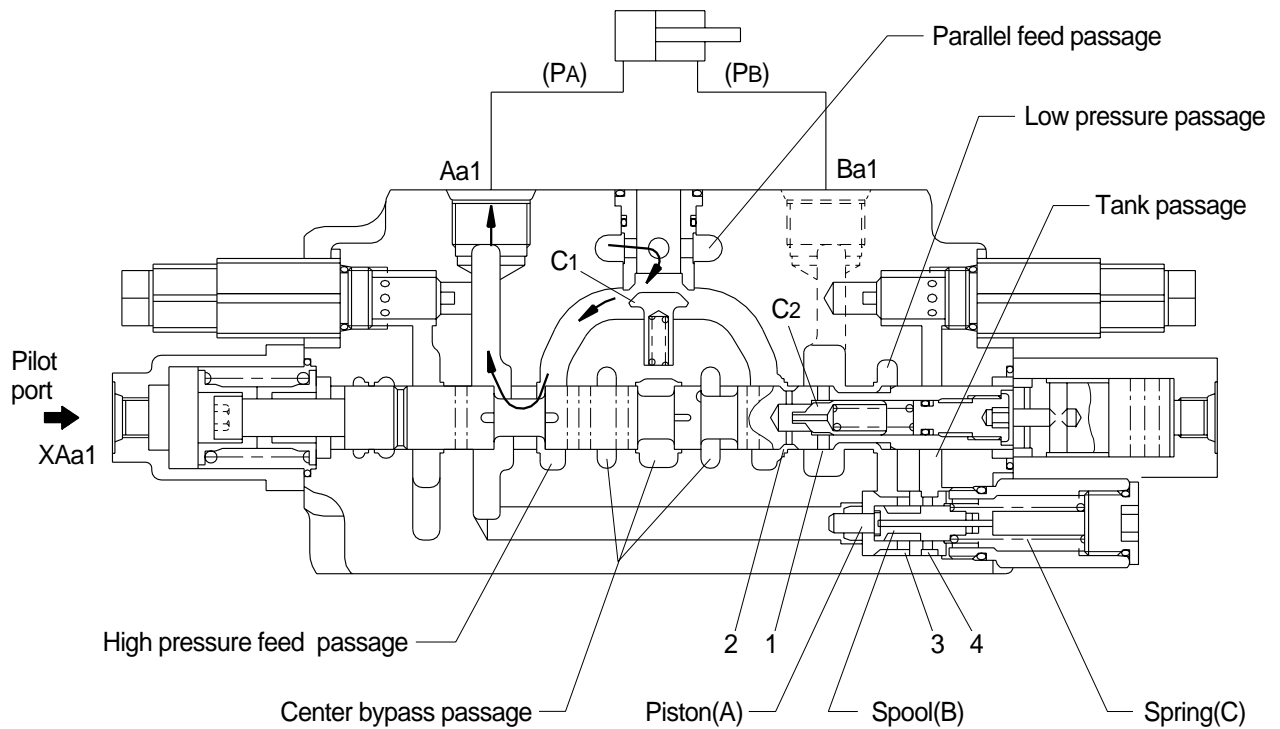 Parallel feed passage
(PA)
(PB)
Low pressure passage
Aa1
Ba1
Tank passage
C1
C2
Pilot
port
XAa1
High pressure feed passage
2
1
3
4
Center bypass passage
Piston(A)
Spool(B)
Spring(C)